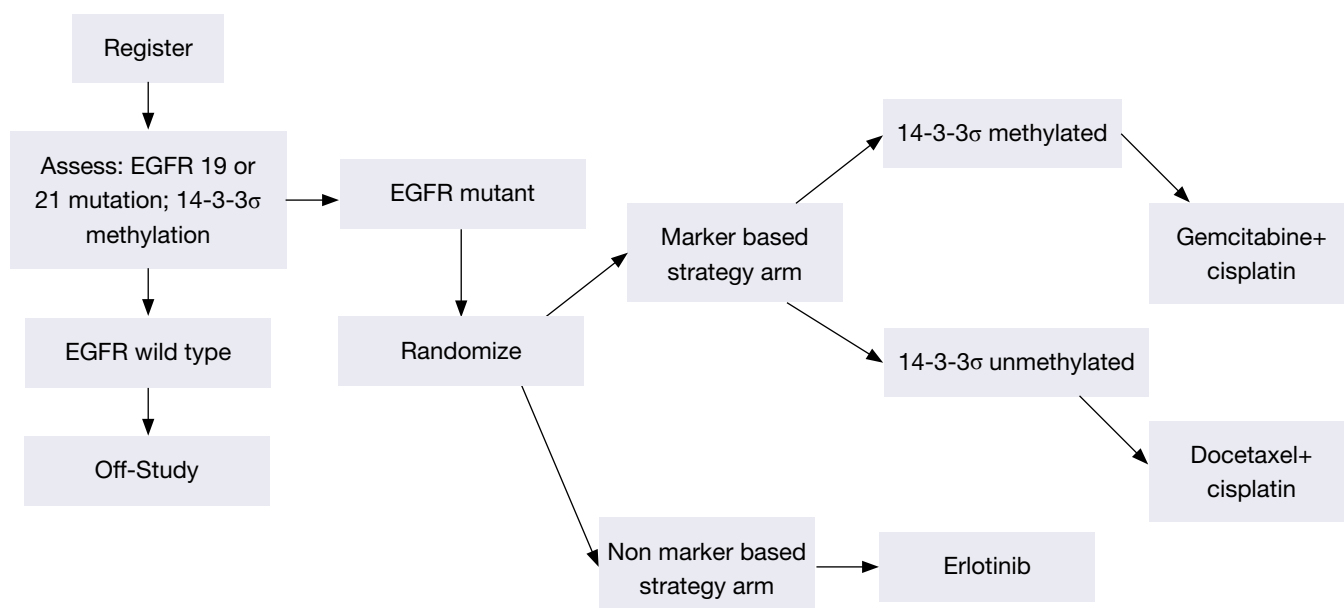 Register
Assess: EGFR 19 or
21 mutation; 14-3-3σ
methylation
EGFR wild type
Off-Study
EGFR mutant
Randomize
Marker based
strategy arm
14-3-3σ methylated
Gemcitabine+
cisplatin
14-3-3σ unmethylated
Docetaxel+
cisplatin
Non marker based
strategy arm
Erlotinib